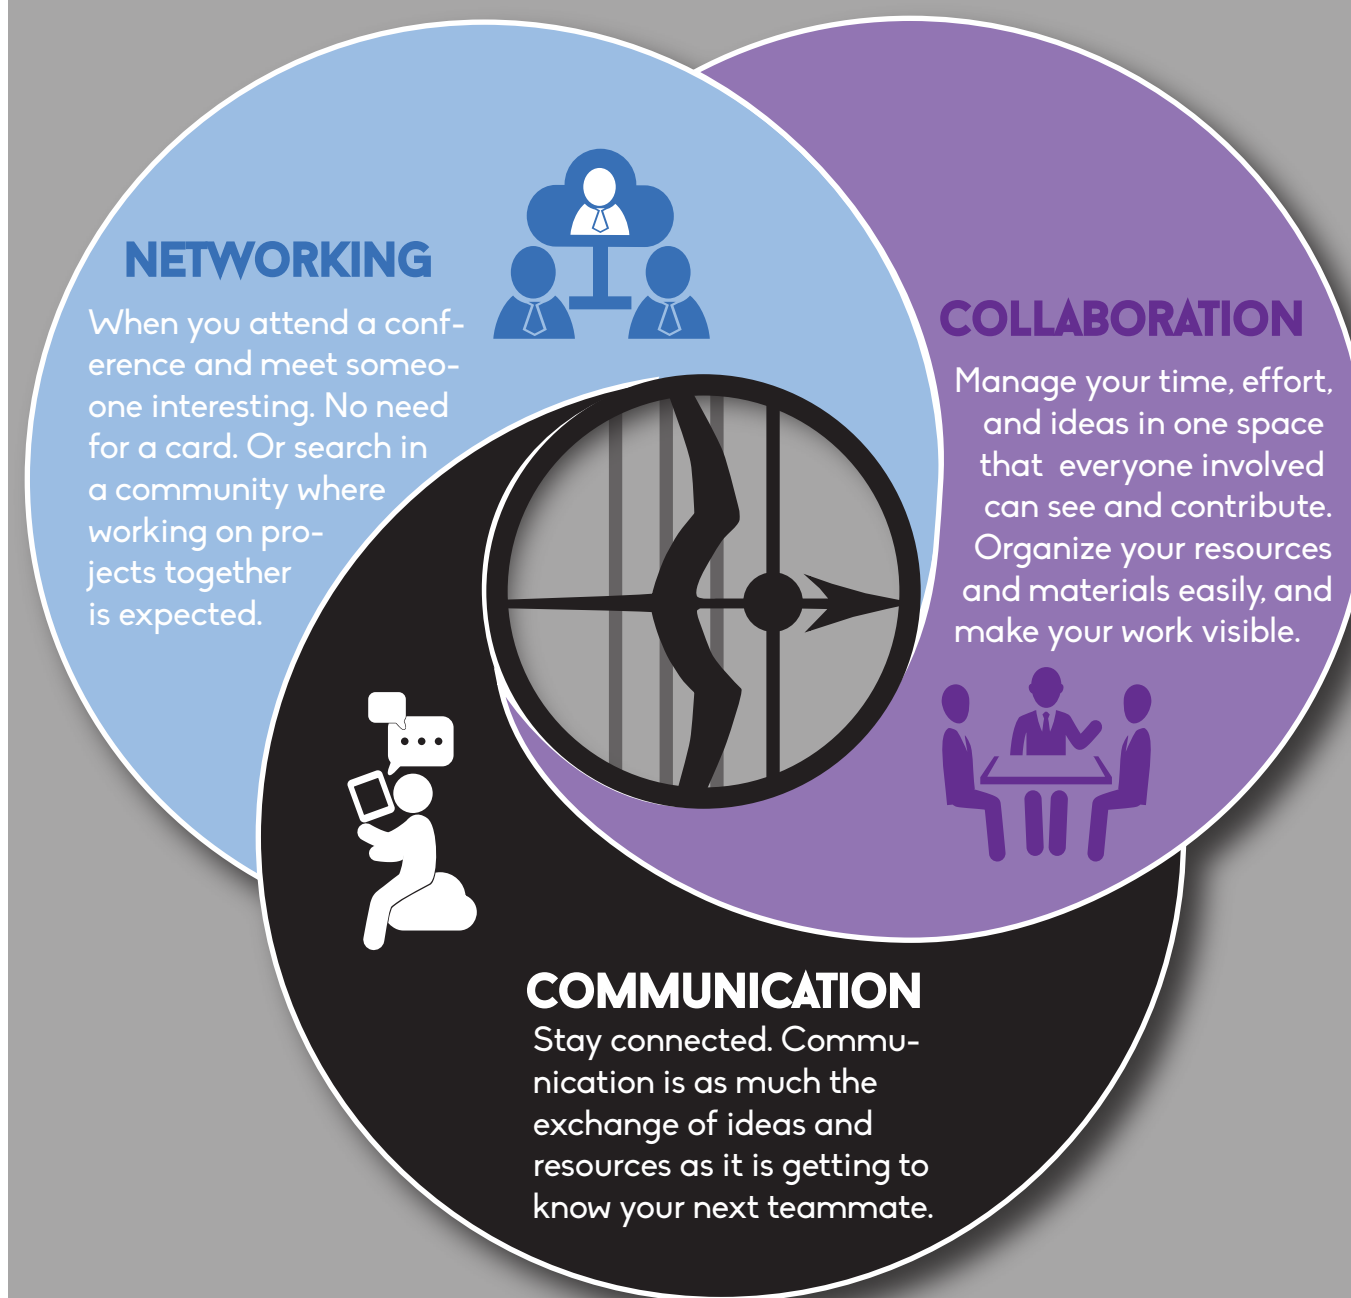 NETWORKING
When you attend a conf-
erence and meet someo-
one interesting. No need
for a card. Or search in
a community where
working on pro-
jects together
is expected.
COLLABORATION
Manage your time, effort,
and ideas in one space
that everyone involved
can see and contribute.
Organize your resources
and materials easily, and
make your work visible.
COMMUNICATION
Stay connected. Commu-
nication is as much the
exchange of ideas and
resources as it is getting to
know your next teammate.